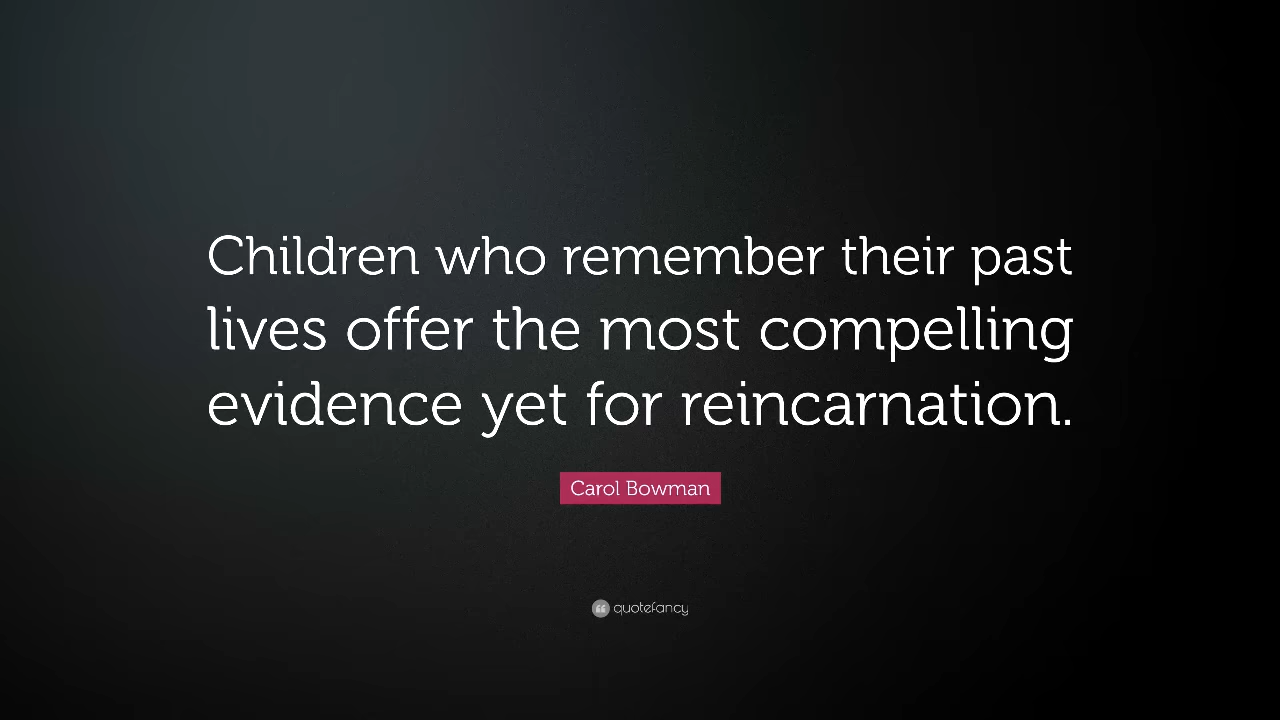 Children who remember their past
lives offer the most compelling
evidence yet for reincarnation.
Carol Bowman
quotefancy